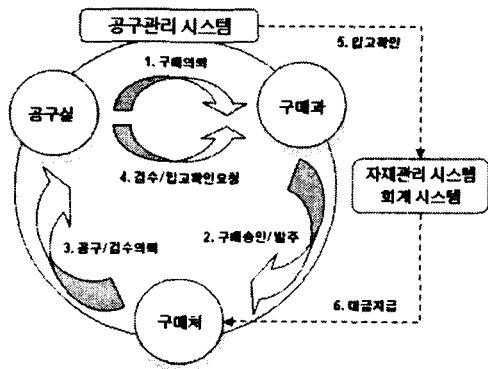 공구관리 시스템
5. 입고확인
1. 구매의뢰
공구실
구매과
4. 검수/입고확인요청
자재관리 시스템
회계 시스템
3. 공구/검수의뢰
2. 구매승인/발주
구매처
6. 대금지급